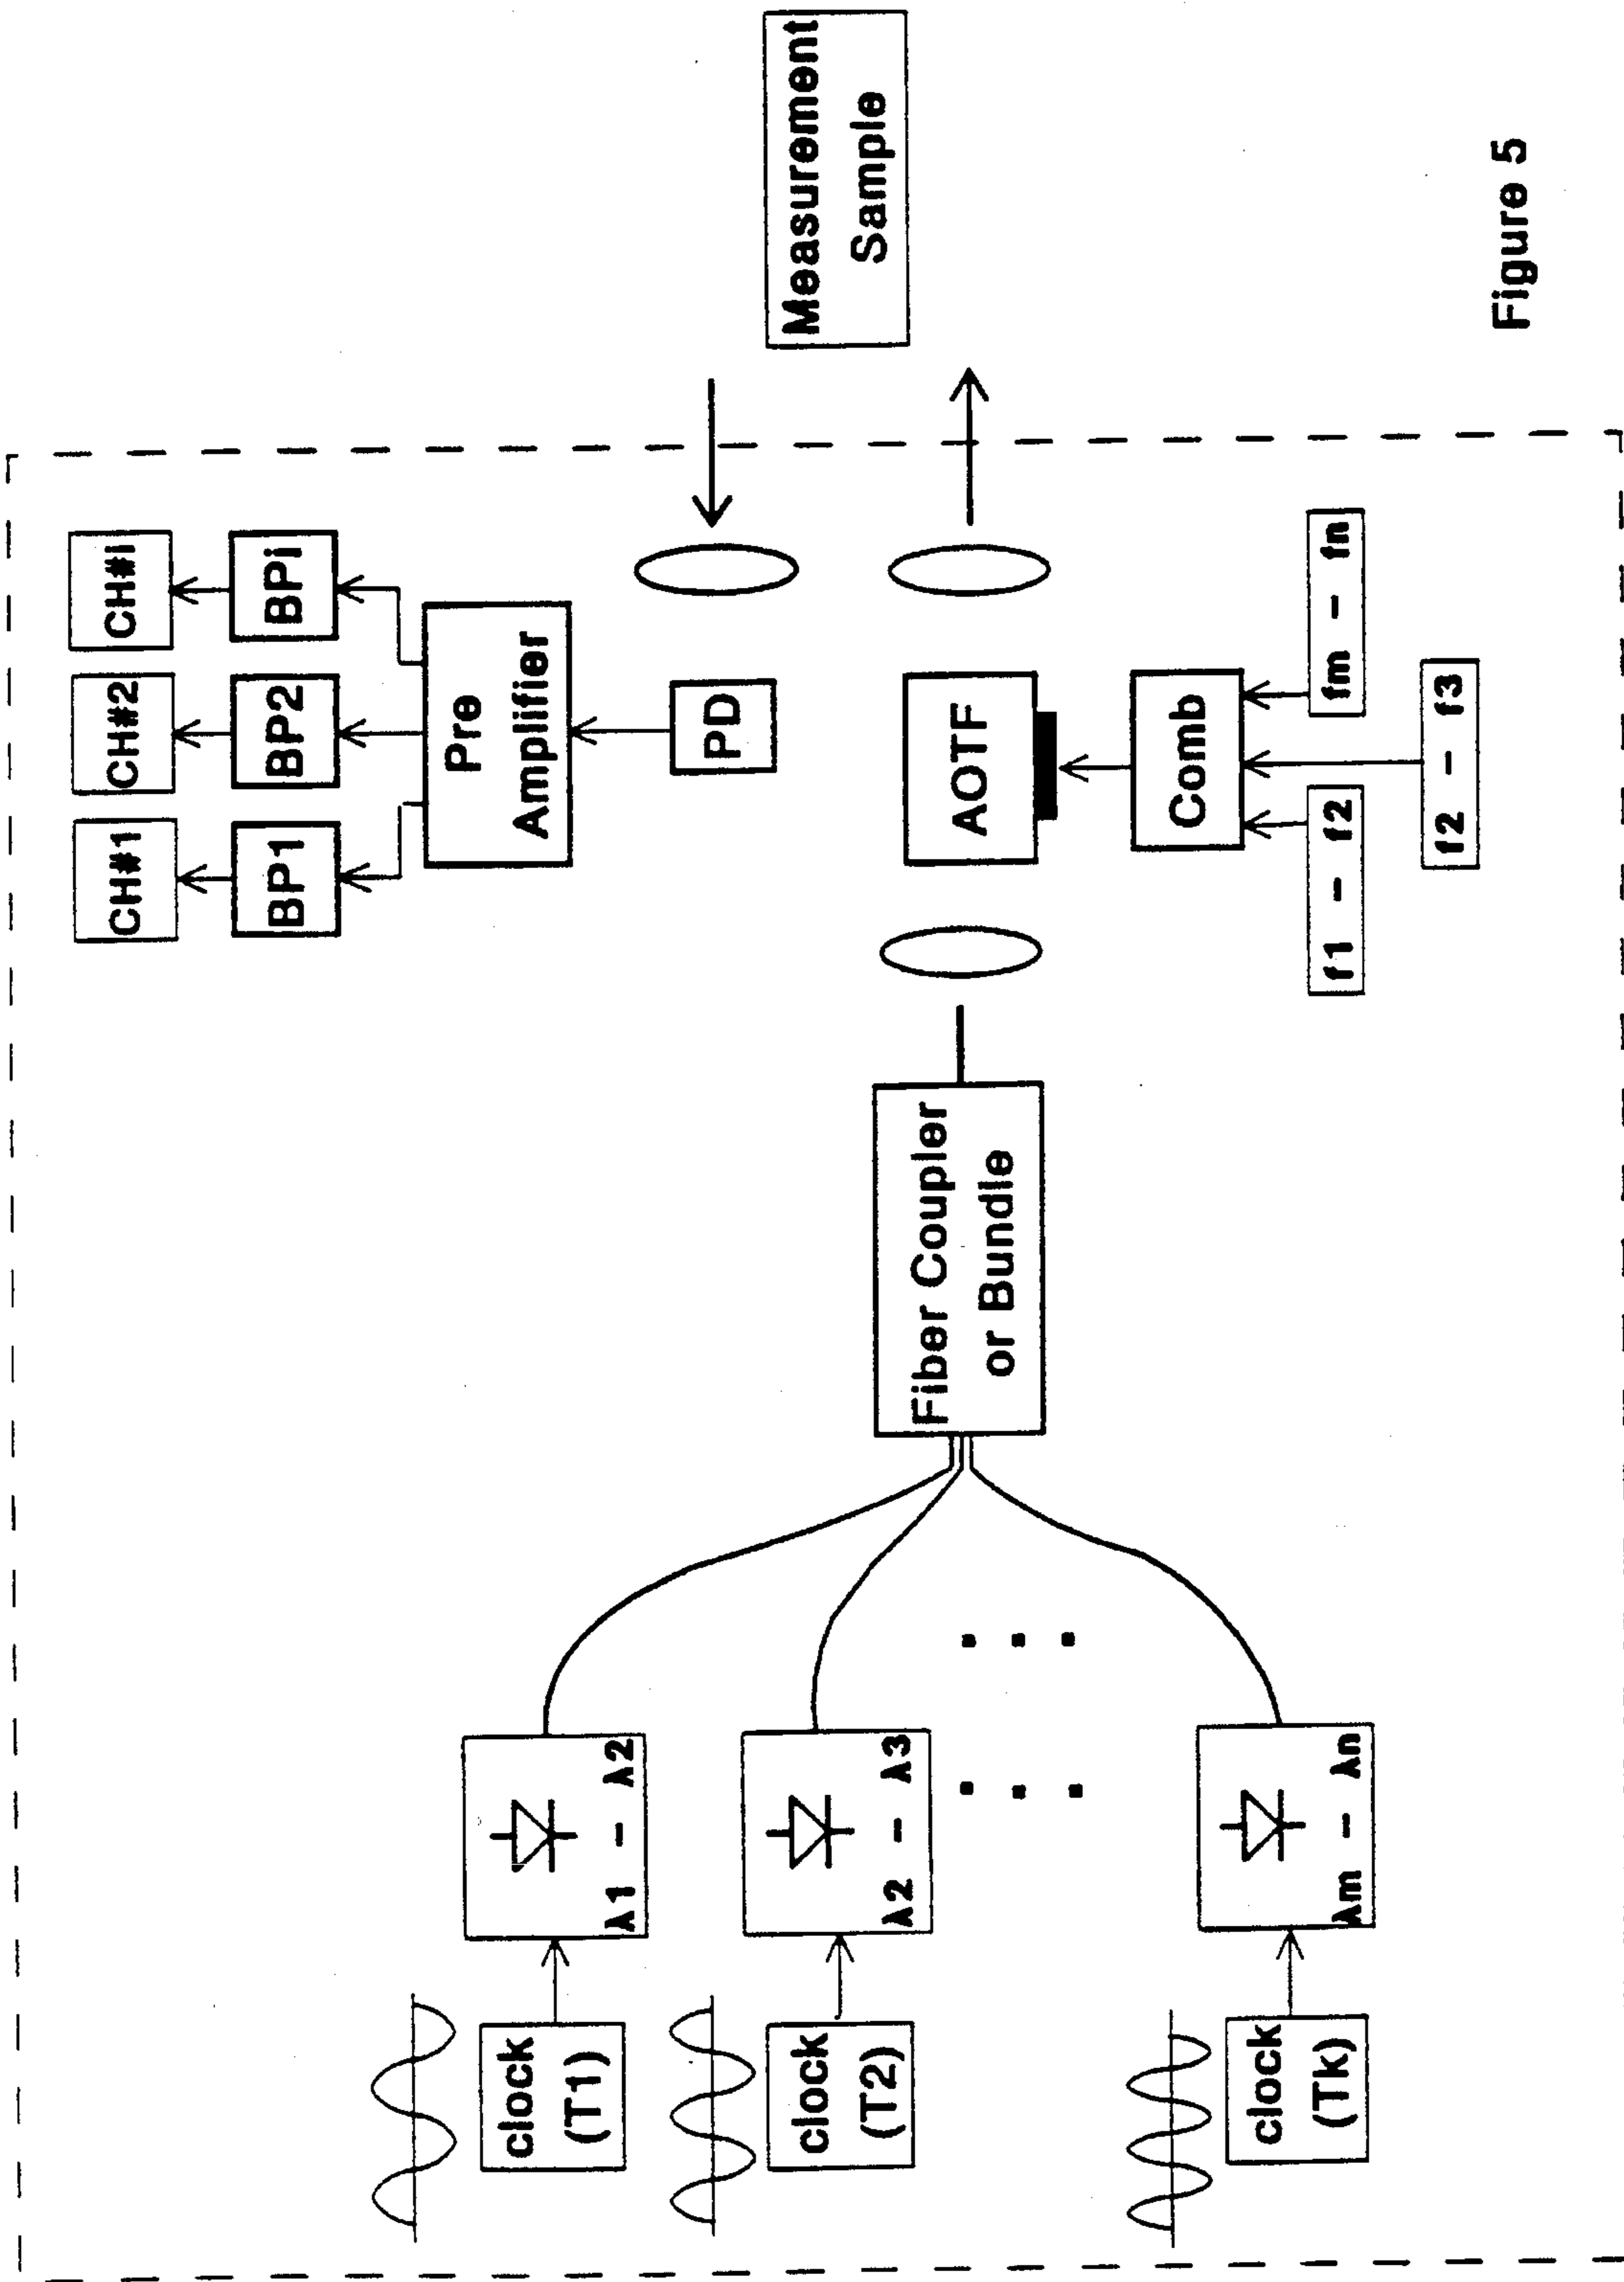 clock
(T1)
λ1 - λ2
clock
(T2)
λ2 - λ3
clock
(Tk)
λm - λn
Fiber Coupler
or Bundle
CH#1
CH#2
CH#i
BP1
BP2
BPi
Pre
Amplifier
PD
AOTF
Comb
f1 - f2
fm - fn
f2 - f3
Measurement
Sample
Figure 5